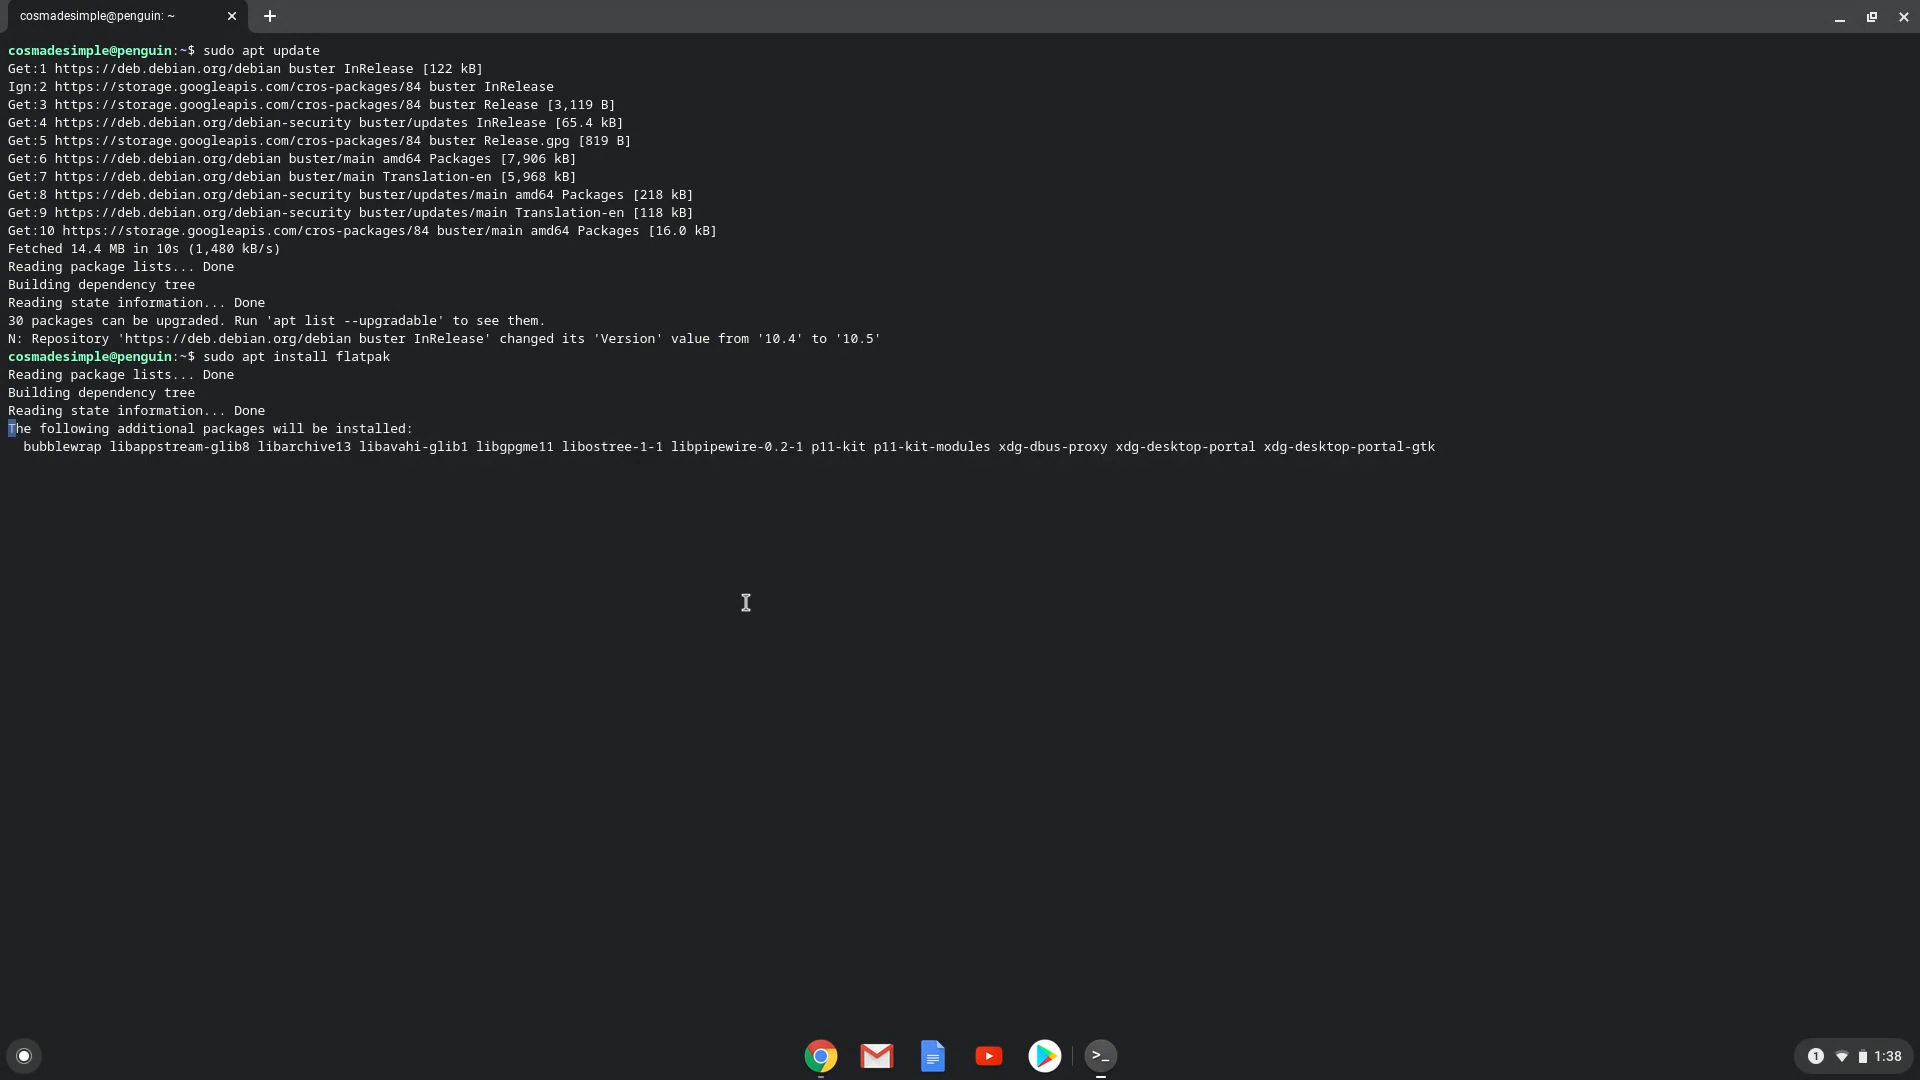 cosmadesimple@penguin: ~
cosmadesimple@penguin:~$ sudo apt update
Get:1 https://deb.debian.org/debian buster InRelease [122 kB]
Ign:2 https://storage.googleapis.com/cros-packages/84 buster InRelease
Get:3 https://storage.googleapis.com/cros-packages/84 buster Release [3,119 B]
Get:4 https://deb.debian.org/debian-security buster/updates InRelease [65.4 kB]
Get:5 https://storage.googleapis.com/cros-packages/84 buster Release.gpg [819 B]
Get:6 https://deb.debian.org/debian buster/main amd64 Packages [7,906 kB]
Get:7 https://deb.debian.org/debian buster/main Translation-en [5,968 kB]
Get:8 https://deb.debian.org/debian-security buster/updates/main amd64 Packages [218 kB]
Get:9 https://deb.debian.org/debian-security buster/updates/main Translation-en [118 kB]
Get:10 https://storage.googleapis.com/cros-packages/84 buster/main amd64 Packages [16.0 kB]
Fetched 14.4 MB in 10s (1,480 kB/s)
Reading package lists... Done
Building dependency tree
Reading state information... Done
30 packages can be upgraded. Run 'apt list --upgradable' to see them.
N: Repository 'https://deb.debian.org/debian buster InRelease' changed its 'Version' value from '10.4' to '10.5'
cosmadesimple@penguin:~$ sudo apt install flatpak
Reading package lists... Done
Building dependency tree
Reading state information... Done
The following additional packages will be installed:
bubblewrap libappstream-glib8 libarchive13 libavahi-glib1 libgpgme11 libostree-1-1 libpipewire-0.2-1 p11-kit p11-kit-modules xdg-dbus-proxy xdg-desktop-portal xdg-desktop-portal-gtk
>_
1 1:38